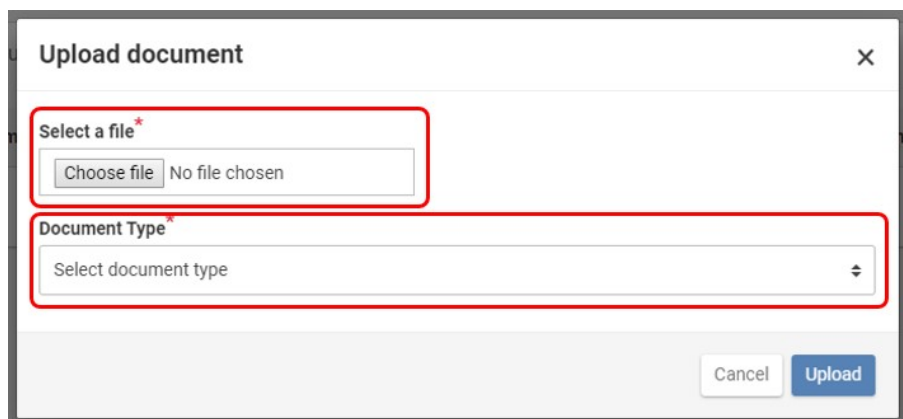 Upload document ×
Select a file*
Choose file No file chosen
Document Type*
Select document type
Cancel Upload